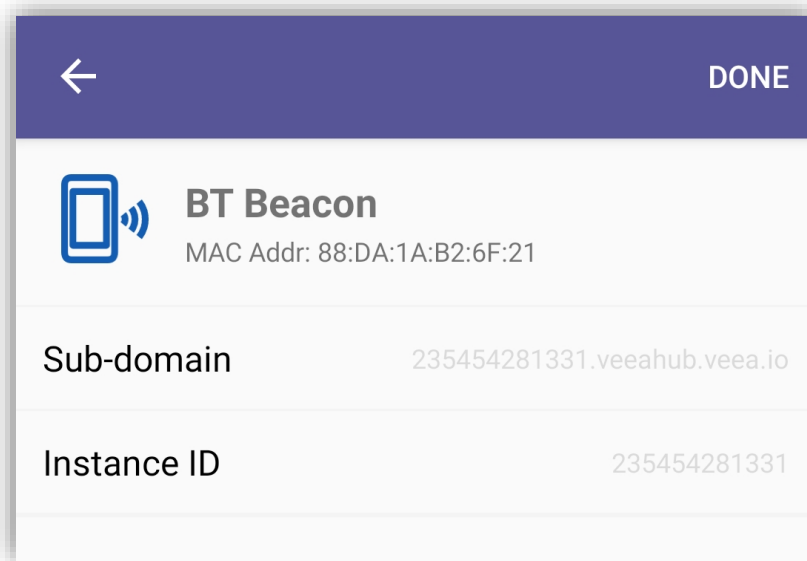 DONE
BT Beacon
MAC Addr: 88:DA:1A:B2:6F:21
Sub-domain 235454281331.veeahub.veea.io
Instance ID 235454281331